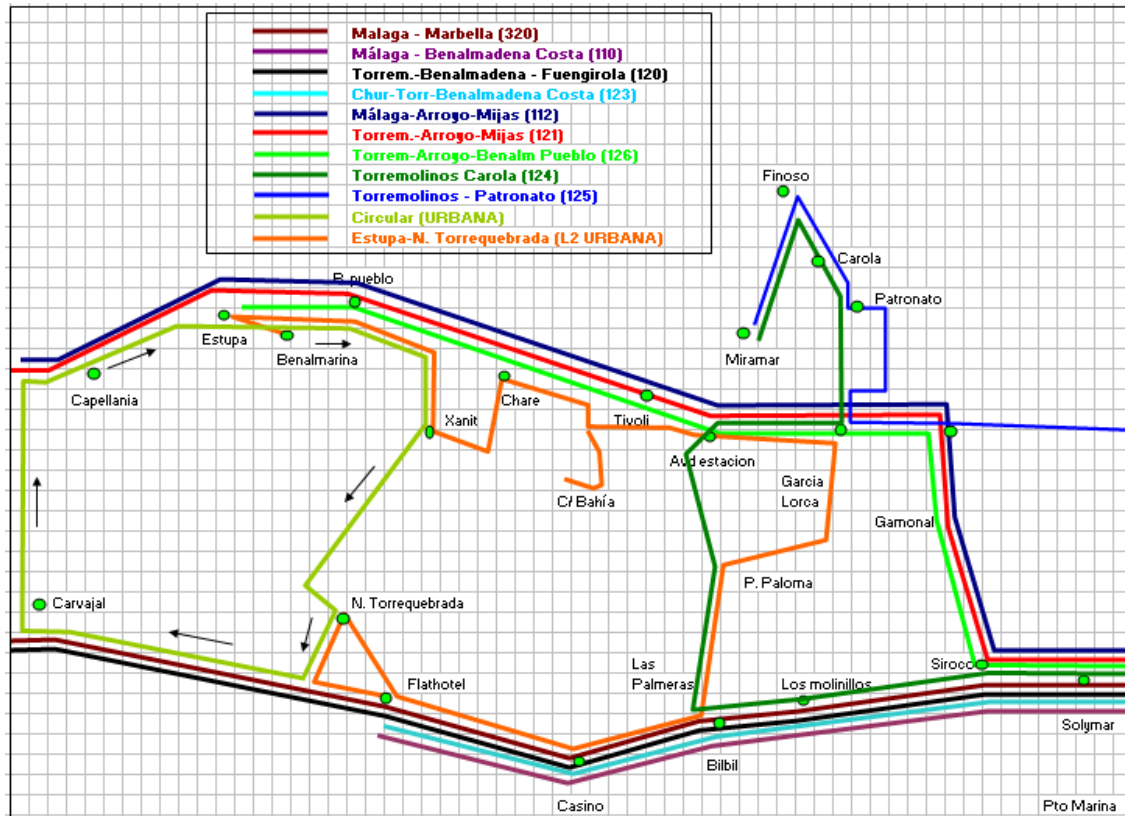 Malaga - Marbella (320)
Málaga - Benalmadena Costa (110)
Torrem.-Benalmadena - Fuengirola (120)
Chur-Torr-Benalmadena Costa (123)
Málaga-Arroyo-Mijas (112)
Torrem.-Arroyo-Mijas (121)
Torrem-Arroyo-Benalm Pueblo (126)
Torremolinos Carola (124)
Torremolinos - Patronato (125)
Circular (URBANA)
Estupa-N. Torrequebrada (L2 URBANA)
Finoso
Carola
B. pueblo
Patronato
Estupa
Benalmarina
Miramar
Capellania
Chare
Xanit
Tivoli
Avd estacion
Garcia
Lorca
C/ Bahía
Gamonal
P. Paloma
Carvajal
N. Torrequebrada
Las
Palmeras
Siroco
Flathotel
Los molinillos
Solymar
Bilbil
Casino
Pto Marina